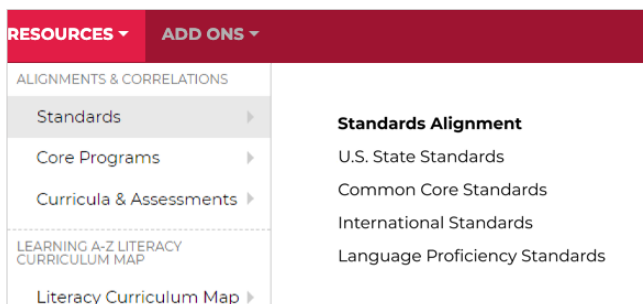 RESOURCES ADD ONS
ALIGNMENTS & CORRELATIONS
Standards
Core Programs
Curricula & Assessments
LEARNING A-Z LITERACY
CURRICULUM MAP
Literacy Curriculum Map
Standards Alignment
U.S. State Standards
Common Core Standards
International Standards
Language Proficiency Standards